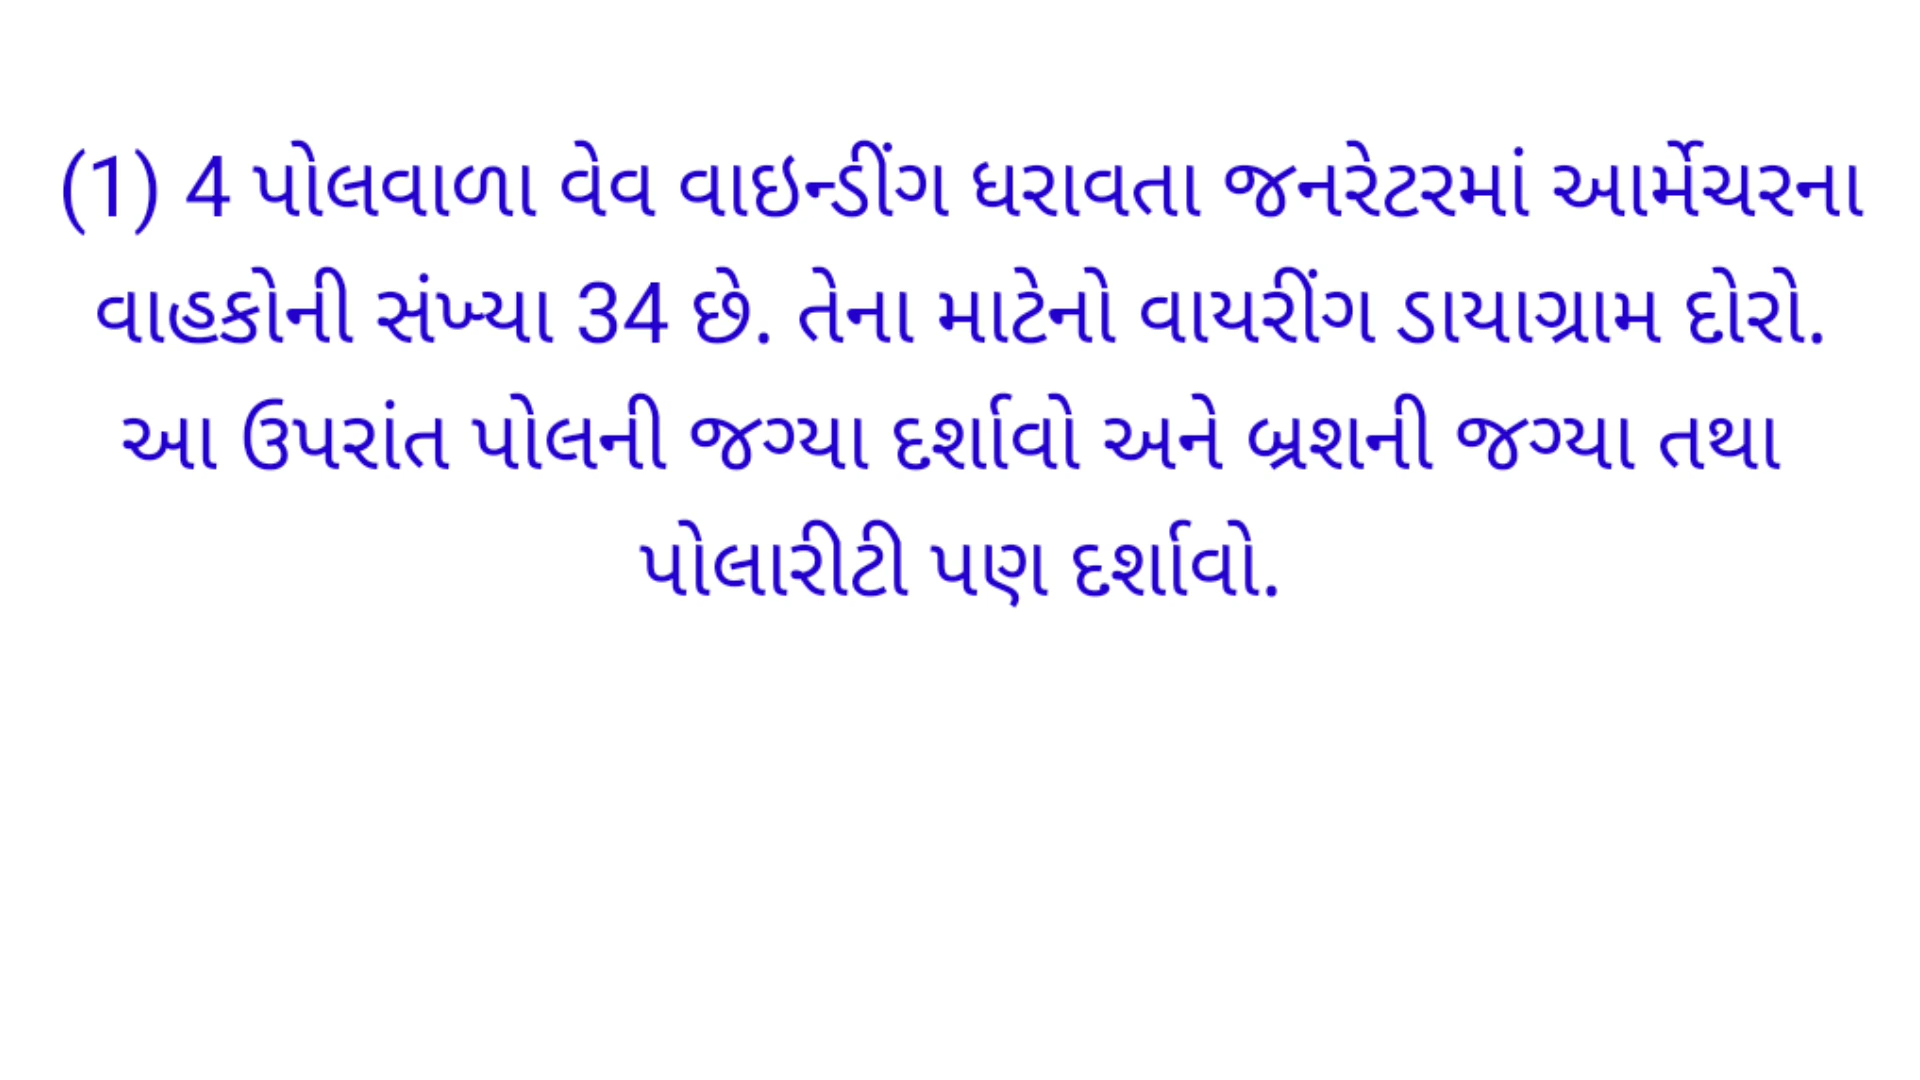 (1) 4 પોલવાળા વેવ વાઇન્ડીંગ ધરાવતા જનરેટરમાં આર્મેચરના
વાહકોની સંખ્યા 34 છે. તેના માટેનો વાયરીંગ ડાયાગ્રામ દોરો.
આ ઉપરાંત પોલની જગ્યા દર્શાવો અને બ્રશની જગ્યા તથા
પોલારીટી પણ દર્શાવો.